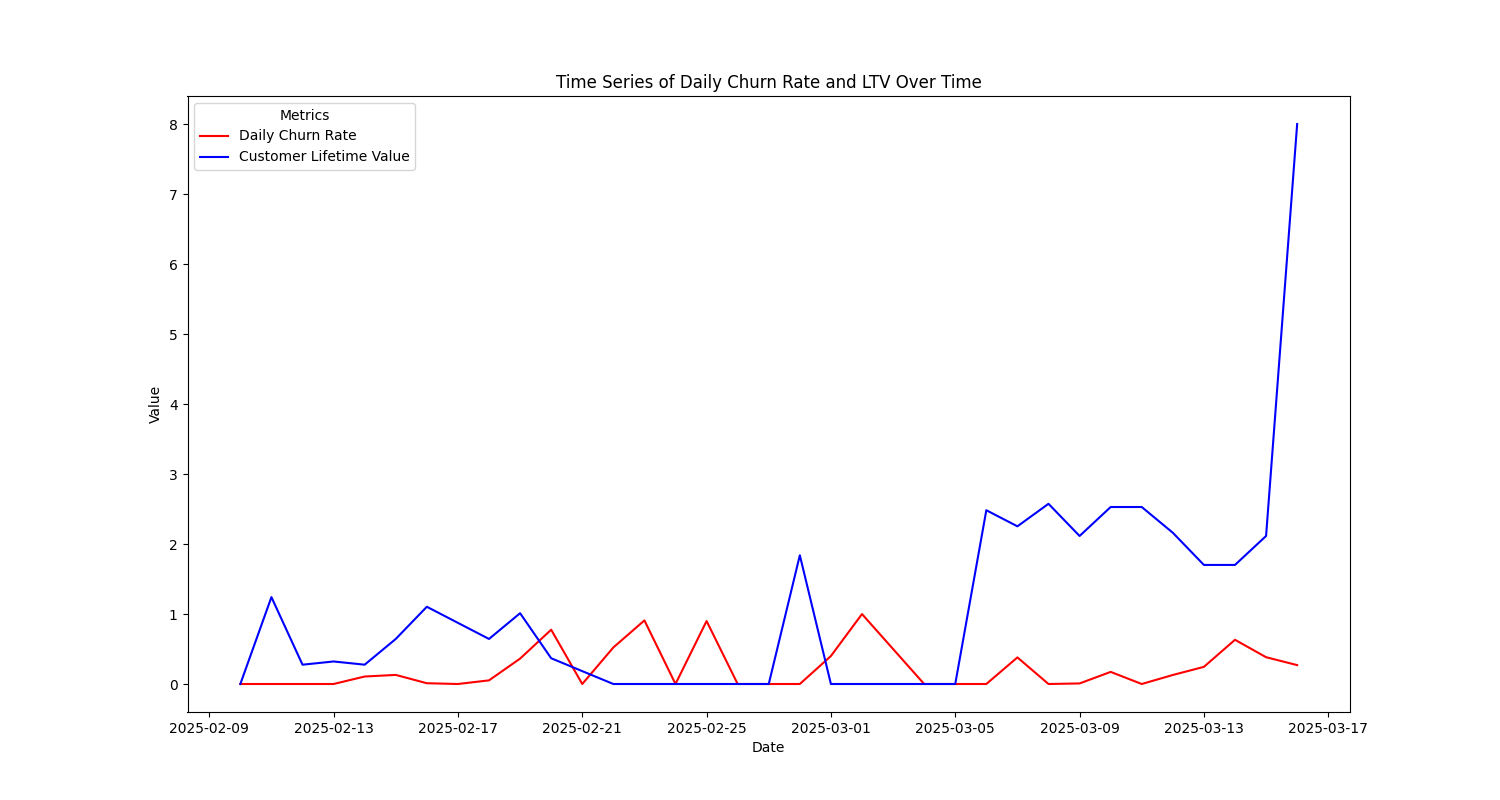 Time Series of Daily Churn Rate and LTV Over Time
Metrics
Daily Churn Rate
Customer Lifetime Value
8
7
6
5
4
3
2
1
0
Value
2025-02-09 2025-02-13 2025-02-17 2025-02-21 2025-02-25 2025-03-01 2025-03-05 2025-03-09 2025-03-13 2025-03-17
Date